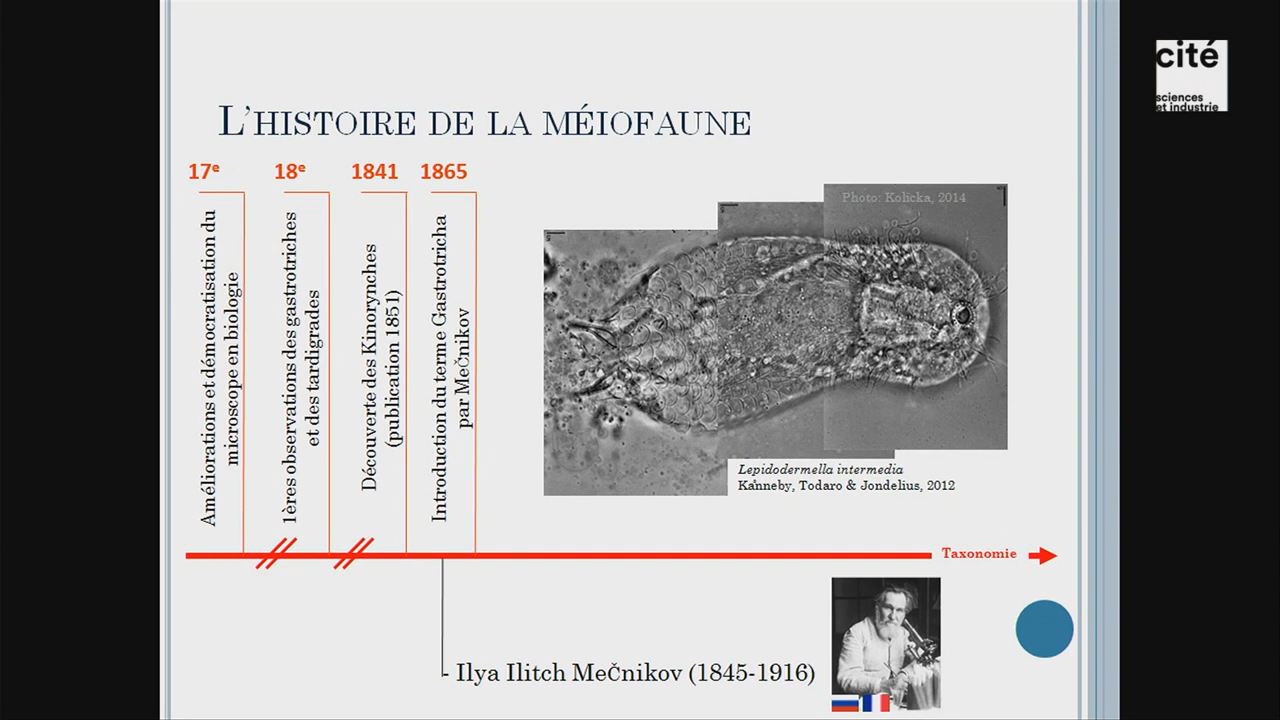 cité
sciences
et industrie
L'HISTOIRE DE LA MÉIOFAUNE
17e
18e
1841
1865
Améliorations et démocratisation du
microscope en biologie
1ères observations des gastrotriches
et des tardigrades
Découverte des Kinorynches
(publication 1851)
Introduction du terme Gastrotricha
par MeČnikov
Photo: Kolicka, 2014
Lepidodermella intermedia
Kånneby, Todaro & Jondelius, 2012
Taxonomie
- Ilya Ilitch MeČnikov (1845-1916)